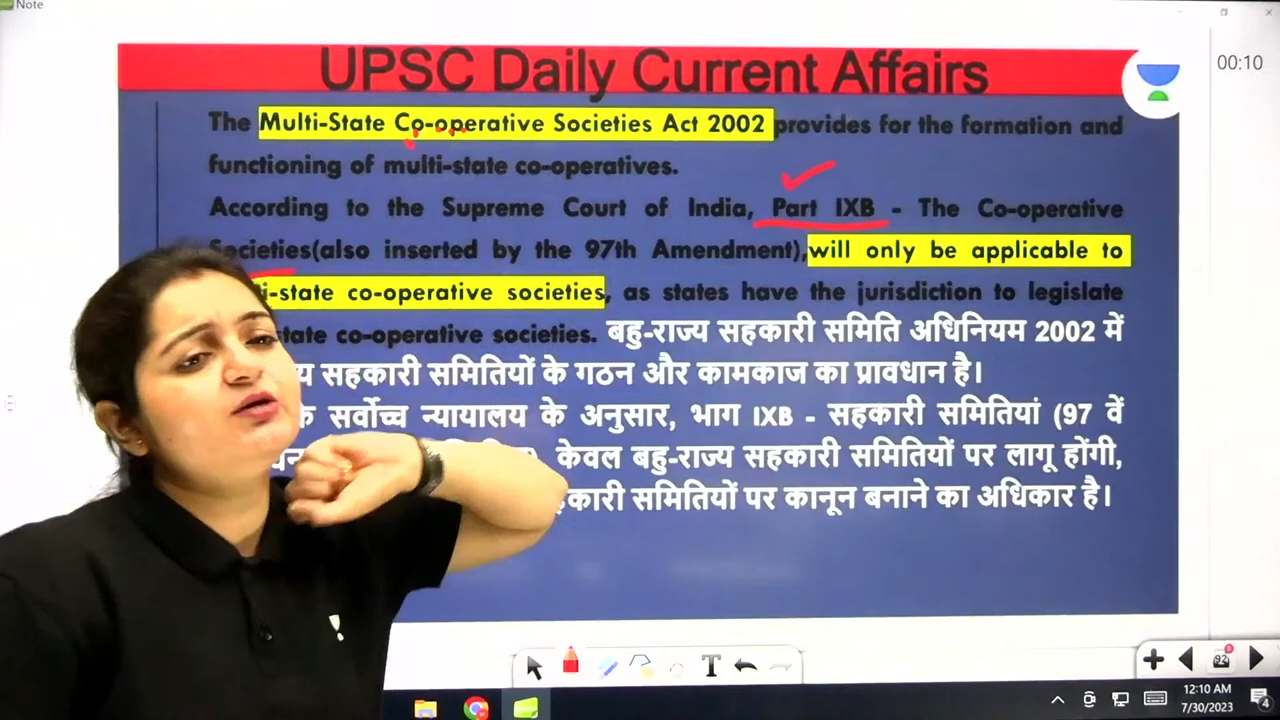 Note
UPSC Daily Current Affairs
00:10
The Multi-State Co-operative Societies Act 2002 provides for the formation and
functioning of multi-state co-operatives.
According to the Supreme Court of India, Part IXB - The Co-operative
Societies(also inserted by the 97th Amendment), will only be applicable to
i-state co-operative societies, as states have the jurisdiction to legislate
state co-operative societies. बहु-राज्य सहकारी समिति अधिनियम 2002 में
य सहकारी समितियों के गठन और कामकाज का प्रावधान है।
के सर्वोच्च न्यायालय के अनुसार, भाग IXB - सहकारी समितियां (97 वें
केवल बहु-राज्य सहकारी समितियों पर लागू होंगी,
हकारी समितियों पर कानून बनाने का अधिकार है।
T
92
12:10 AM
7/30/2023
4